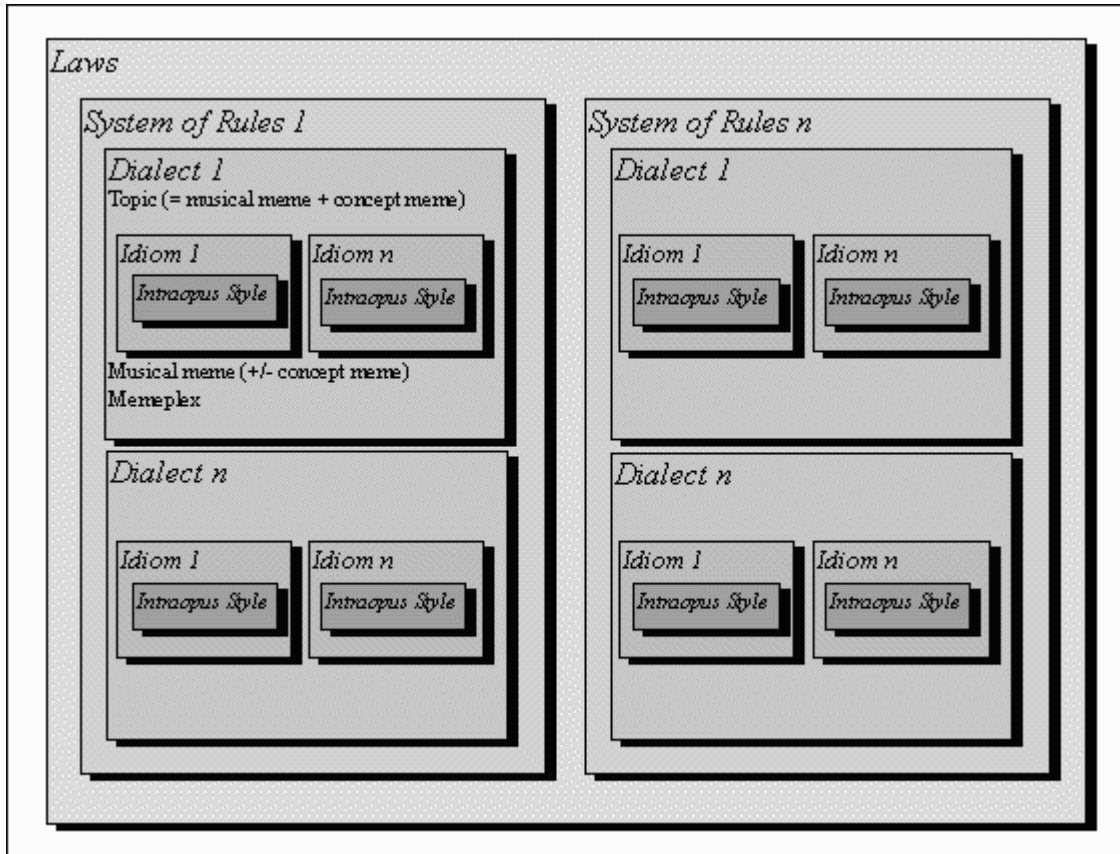 Laws
System of Rules 1
Dialect 1
Topic (= musical meme + concept meme)
Idiom 1
Intraopus Style
Idiom n
Intraopus Style
Musical meme (+/- concept meme)
Memeplex
Dialect n
Idiom 1
Intraopus Style
Idiom n
Intraopus Style
System of Rules n
Dialect 1
Idiom 1
Intraopus Style
Idiom n
Intraopus Style
Dialect n
Idiom 1
Intraopus Style
Idiom n
Intraopus Style